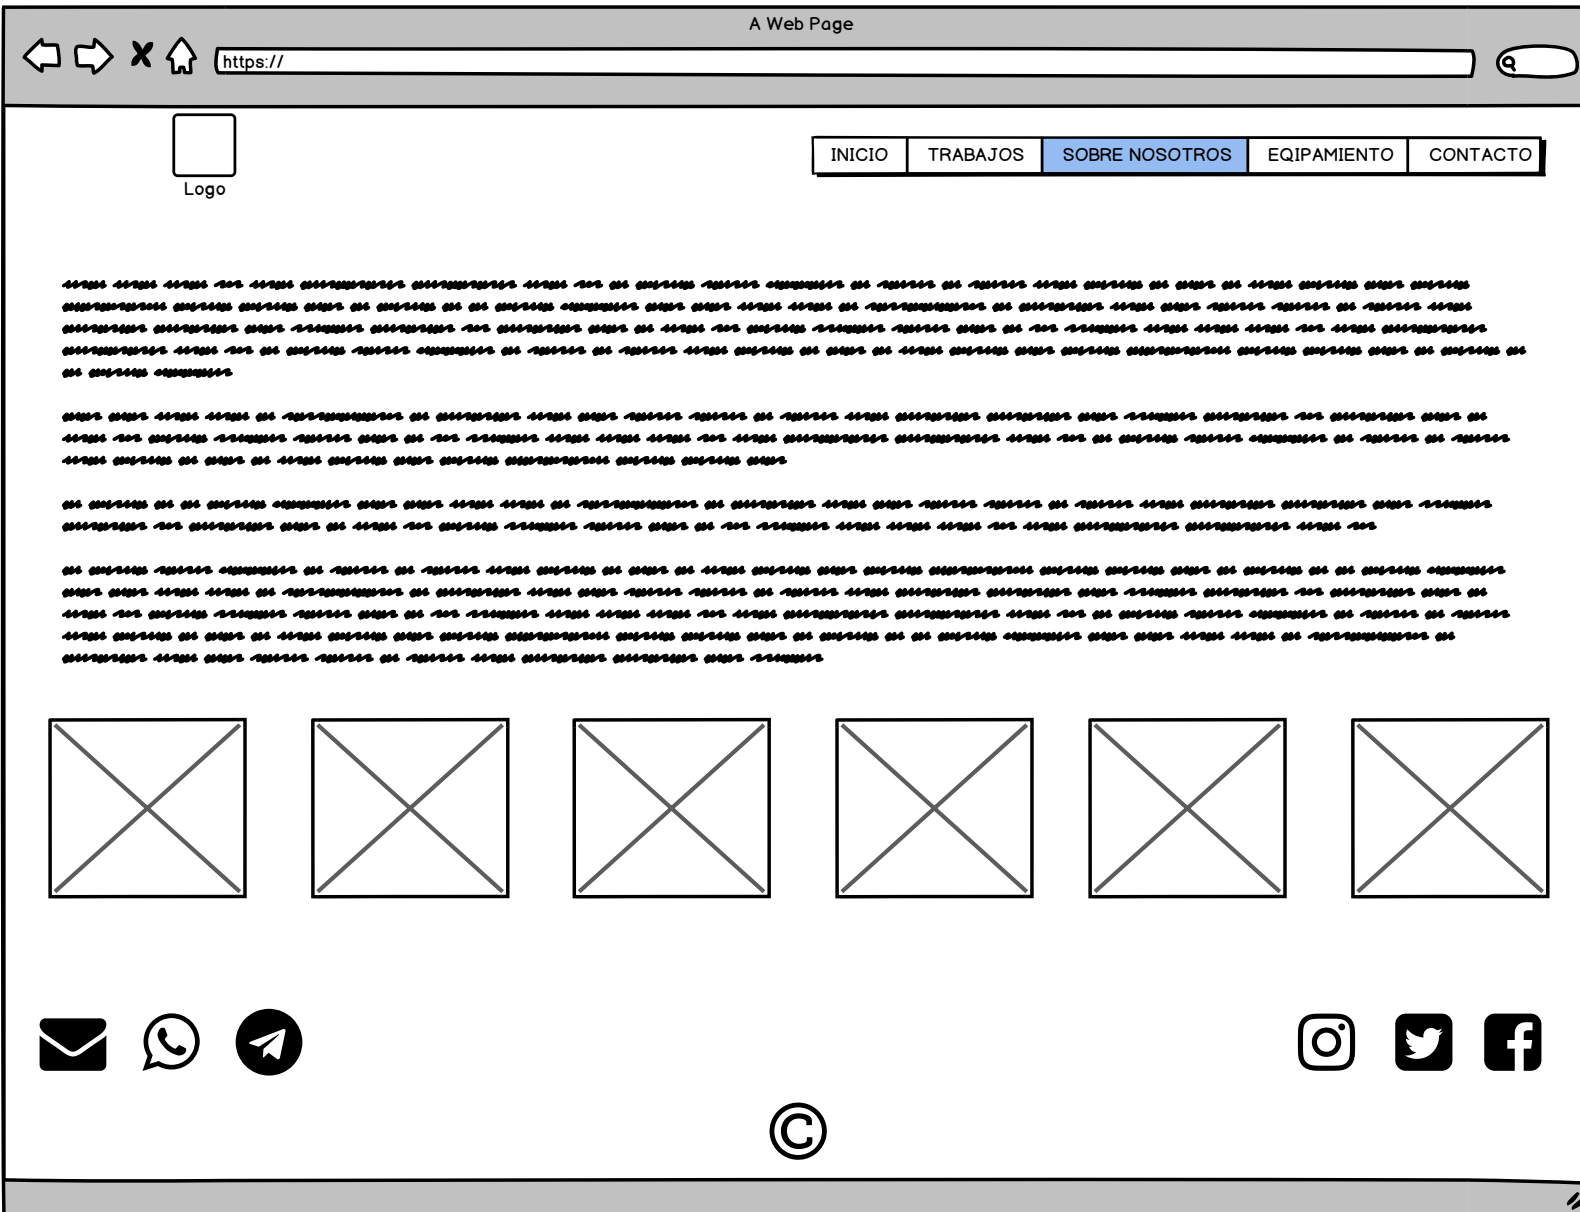 A Web Page
https://
INICIO TRABAJOS SOBRE NOSOTROS EQIPAMIENTO CONTACTO
Logo
©